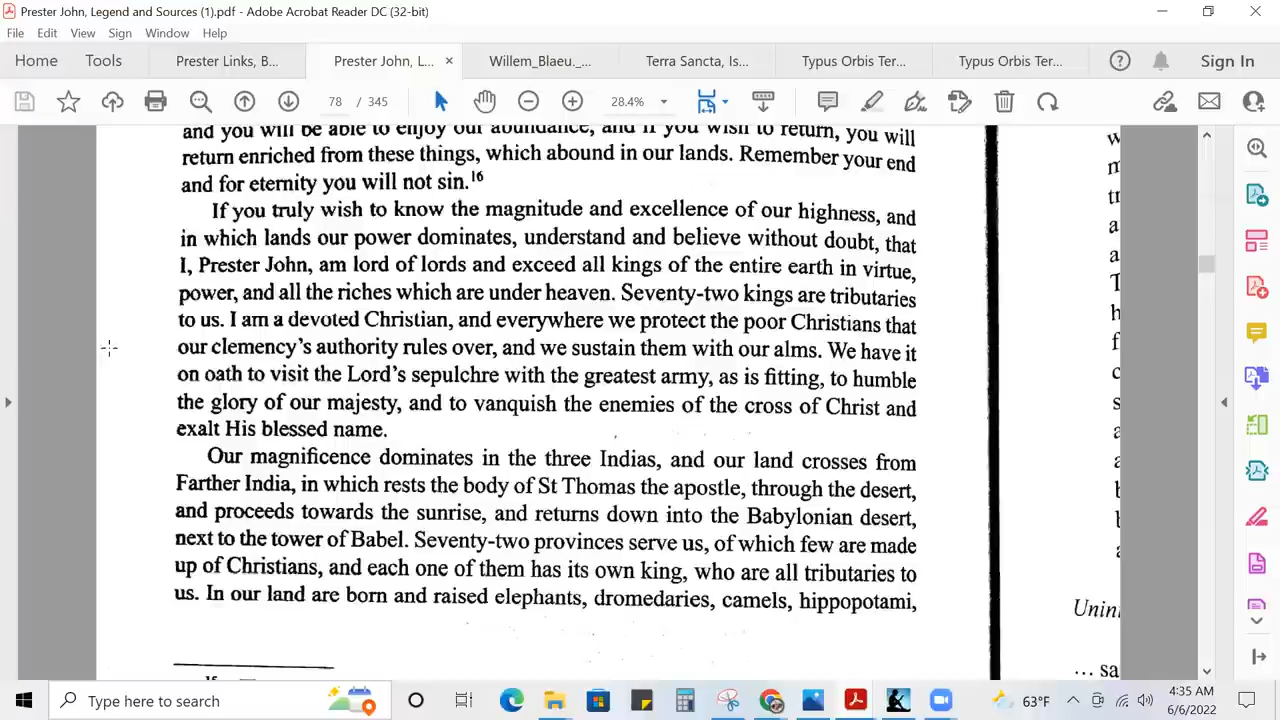 Prester John, Legend and Sources (1).pdf - Adobe Acrobat Reader DC (32-bit)
File Edit View Sign Window Help
Home Tools Prester Links, B... Prester John, L... × Willem_Blaeu._... Terra Sancta, Is... Typus Orbis Ter... Typus Orbis Ter... Sign In
78 / 345 28.4%
and you will be able to enjoy our abundance, and if you wish to return, you will
return enriched from these things, which abound in our lands. Remember your end
and for eternity you will not sin.16
If you truly wish to know the magnitude and excellence of our highness, and
in which lands our power dominates, understand and believe without doubt, that
I, Prester John, am lord of lords and exceed all kings of the entire earth in virtue,
power, and all the riches which are under heaven. Seventy-two kings are tributaries
to us. I am a devoted Christian, and everywhere we protect the poor Christians that
our clemency's authority rules over, and we sustain them with our alms. We have it
on oath to visit the Lord's sepulchre with the greatest army, as is fitting, to humble
the glory of our majesty, and to vanquish the enemies of the cross of Christ and
exalt His blessed name.
Our magnificence dominates in the three Indias, and our land crosses from
Farther India, in which rests the body of St Thomas the apostle, through the desert,
and proceeds towards the sunrise, and returns down into the Babylonian desert,
next to the tower of Babel. Seventy-two provinces serve us, of which few are made
up of Christians, and each one of them has its own king, who are all tributaries to
us. In our land are born and raised elephants, dromedaries, camels, hippopotami,
... sa
Type here to search
63°F
4:35 AM
6/6/2022